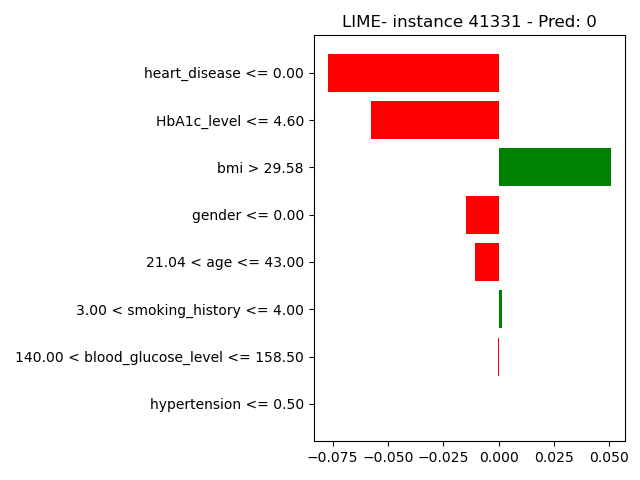 LIME- instance 41331 - Pred: 0
heart_disease <= 0.00
HbA1c_level <= 4.60
bmi > 29.58
gender <= 0.00
21.04 < age <= 43.00
3.00 < smoking_history <= 4.00
140.00 < blood_glucose_level <= 158.50
hypertension <= 0.50
−0.075 −0.050 −0.025 0.000 0.025 0.050